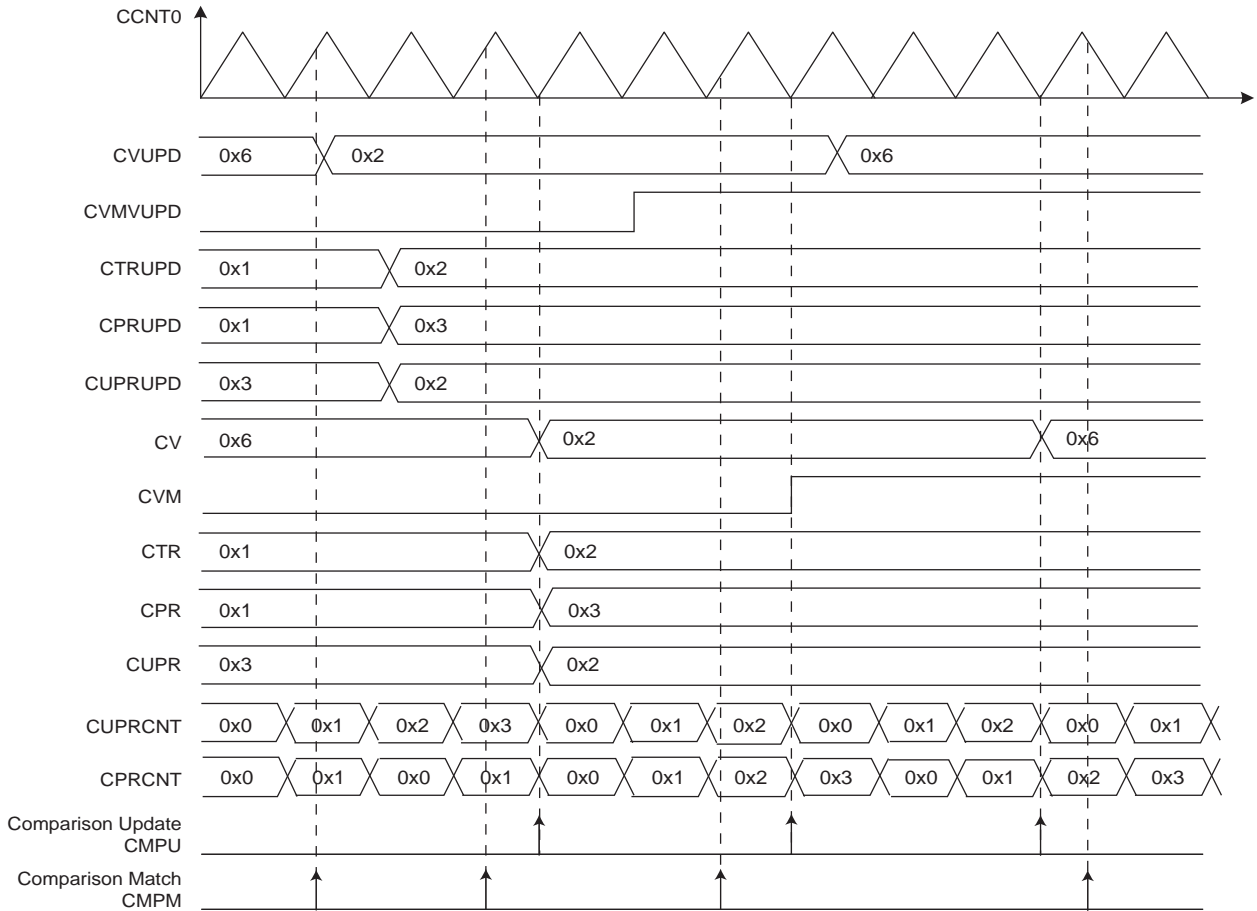 CCNT0
CVUPD 0x6 0x2 0x6
CVMVUPD
CTRUPD 0x1 0x2
CPRUPD 0x1 0x3
CUPRUPD 0x3 0x2
CV 0x6 0x2 0x6
CVM
CTR 0x1 0x2
CPR 0x1 0x3
CUPR 0x3 0x2
CUPRCNT 0x0 0x1 0x2 0x3 0x0 0x1 0x2 0x0 0x1 0x2 0x0 0x1
CPRCNT 0x0 0x1 0x0 0x1 0x0 0x1 0x2 0x3 0x0 0x1 0x2 0x3
Comparison Update
CMPU
Comparison Match
CMPM